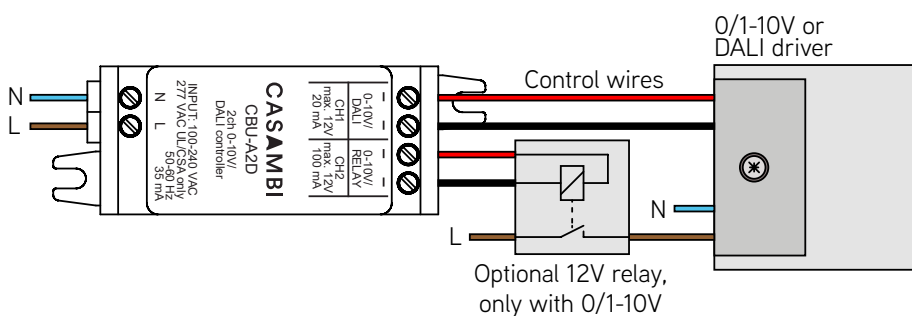 0/1-10V or
DALI driver
Control wires
N
L
INPUT: 100-240 VAC
277 VAC UL/CSA only
50-60 Hz
35 mA
N
L
2ch 0-10V/
DALI controller
CBU-A2D
CASAMBI
0-10V/
DALI
–
CH1
max. 12V
20 mA
0-10V/
RELAY
–
CH2
max. 12V
100 mA
N
L
Optional 12V relay,
only with 0/1-10V